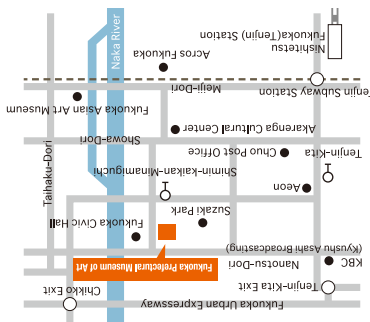 Fukuoka Urban Expressway
Tenjin-Kita Exit
Chikko Exit
KBC
(Kyushu Asahi Broadcasting)
Nanotsu-Dori
Fukuoka Prefectural Museum of Art
Suzaki Park
Fukuoka Civic Hall
Aeon
Tenjin-Kita
Shimin-kaikan-Minamiguchi
Taihaku-Dori
Chuo Post Office
Showa-Dori
Akarenga Cultural Center
Fukuoka Asian Art Museum
Tenjin Subway Station
Meiji-Dori
Acros Fukuoka
Naka River
Nishitetsu
Fukuoka(Tenjin) Station